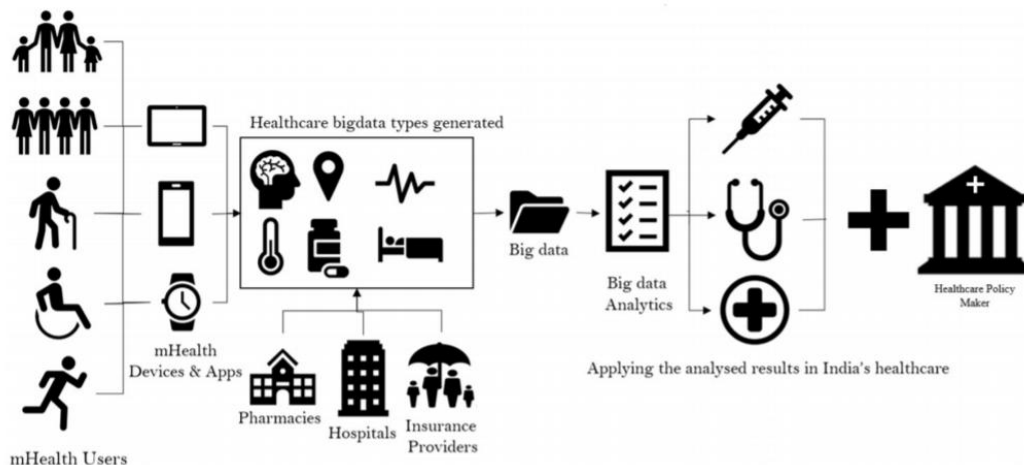 Healthcare bigdata types generated
Big data
Big data
Analytics
Healthcare Policy
Maker
mHealth
Devices & Apps
Applying the analysed results in India's healthcare
Pharmacies
Hospitals
Insurance
Providers
mHealth Users